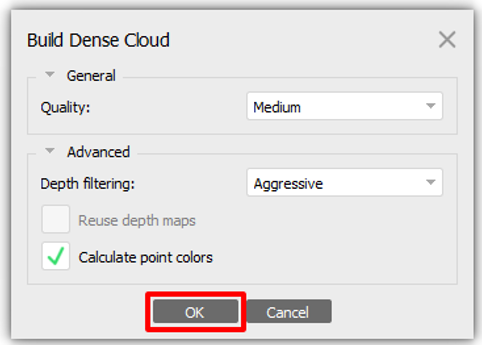 Build Dense Cloud
General
Quality: Medium
Advanced
Depth filtering: Aggressive
Reuse depth maps
Calculate point colors
OK Cancel